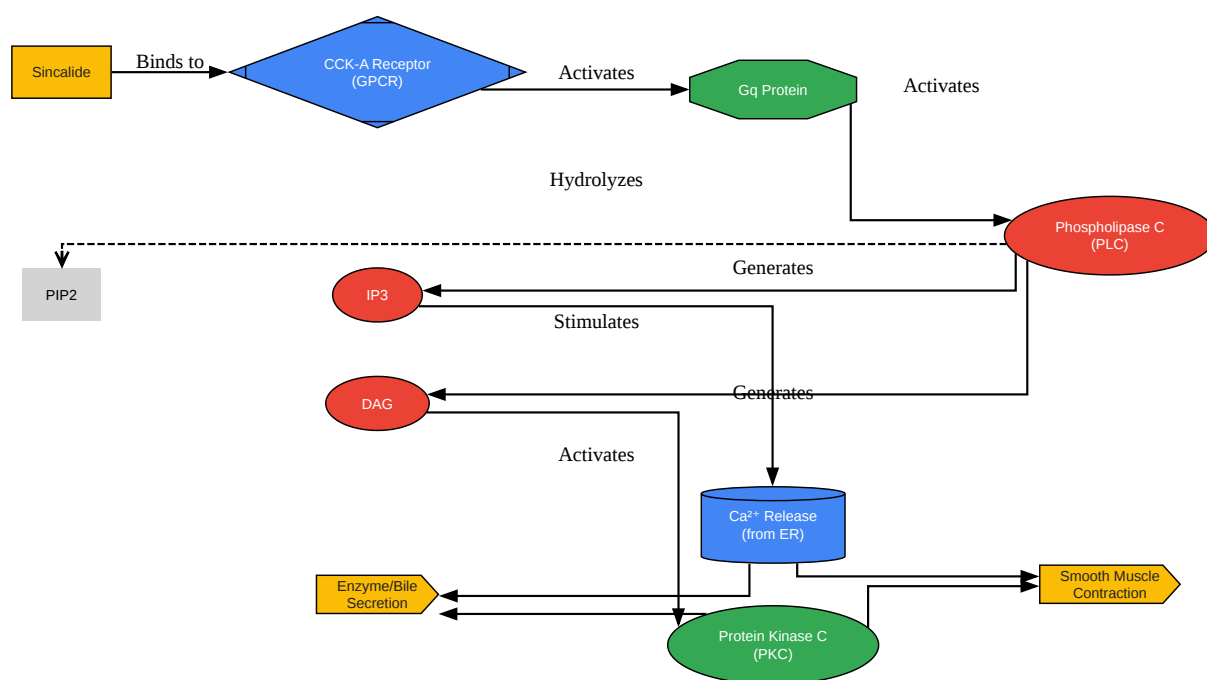 Sincalide
Binds to
CCK-A Receptor
(GPCR)
Activates
Gq Protein
Activates
Hydrolyzes
Phospholipase C
(PLC)
PIP2
Generates
IP3
Stimulates
Generates
DAG
Activates
Ca²⁺ Release
(from ER)
Enzyme/Bile
Secretion
Smooth Muscle
Contraction
Protein Kinase C
(PKC)